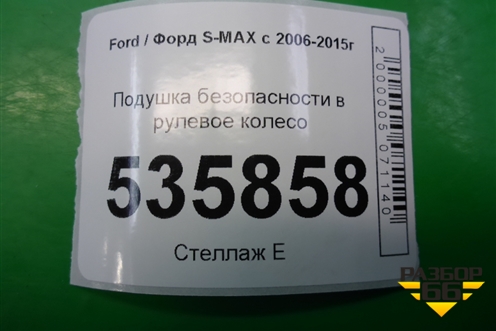 Ford / Форд S-MAX с 2006-2015г
Подушка безопасности в
рулевое колесо
535858
Стеллаж Е
2000005071140
РАЗБОР
66